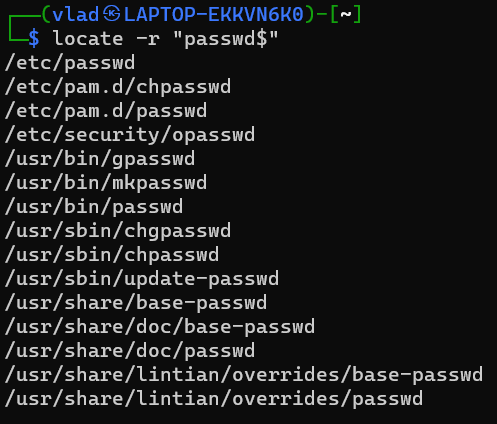 ┌──(vlad㉿LAPTOP-EKKVN6K0)-[~]
└─$ locate -r "passwd$"
/etc/passwd
/etc/pam.d/chpasswd
/etc/pam.d/passwd
/etc/security/opasswd
/usr/bin/gpasswd
/usr/bin/mkpasswd
/usr/bin/passwd
/usr/sbin/chgpasswd
/usr/sbin/chpasswd
/usr/sbin/update-passwd
/usr/share/base-passwd
/usr/share/doc/base-passwd
/usr/share/doc/passwd
/usr/share/lintian/overrides/base-passwd
/usr/share/lintian/overrides/passwd